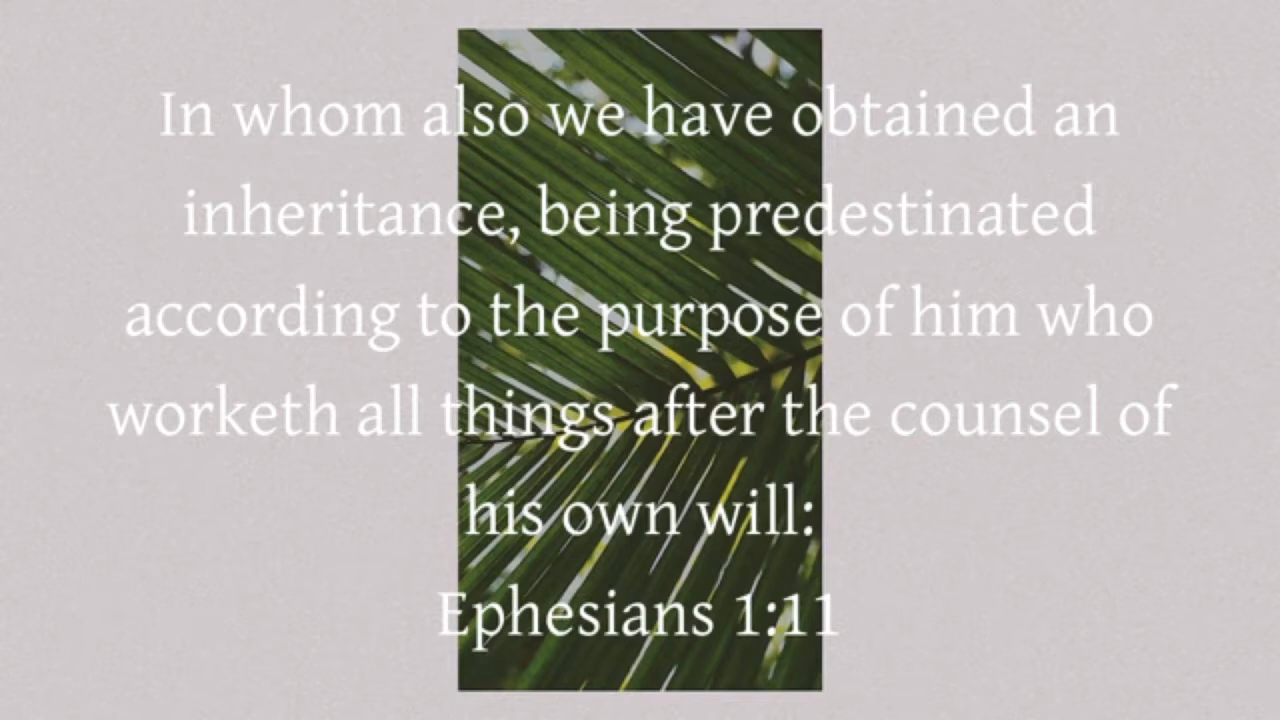 In whom also we have obtained an
inheritance, being predestinated
according to the purpose of him who
worketh all things after the counsel of
his own will:
Ephesians 1:11